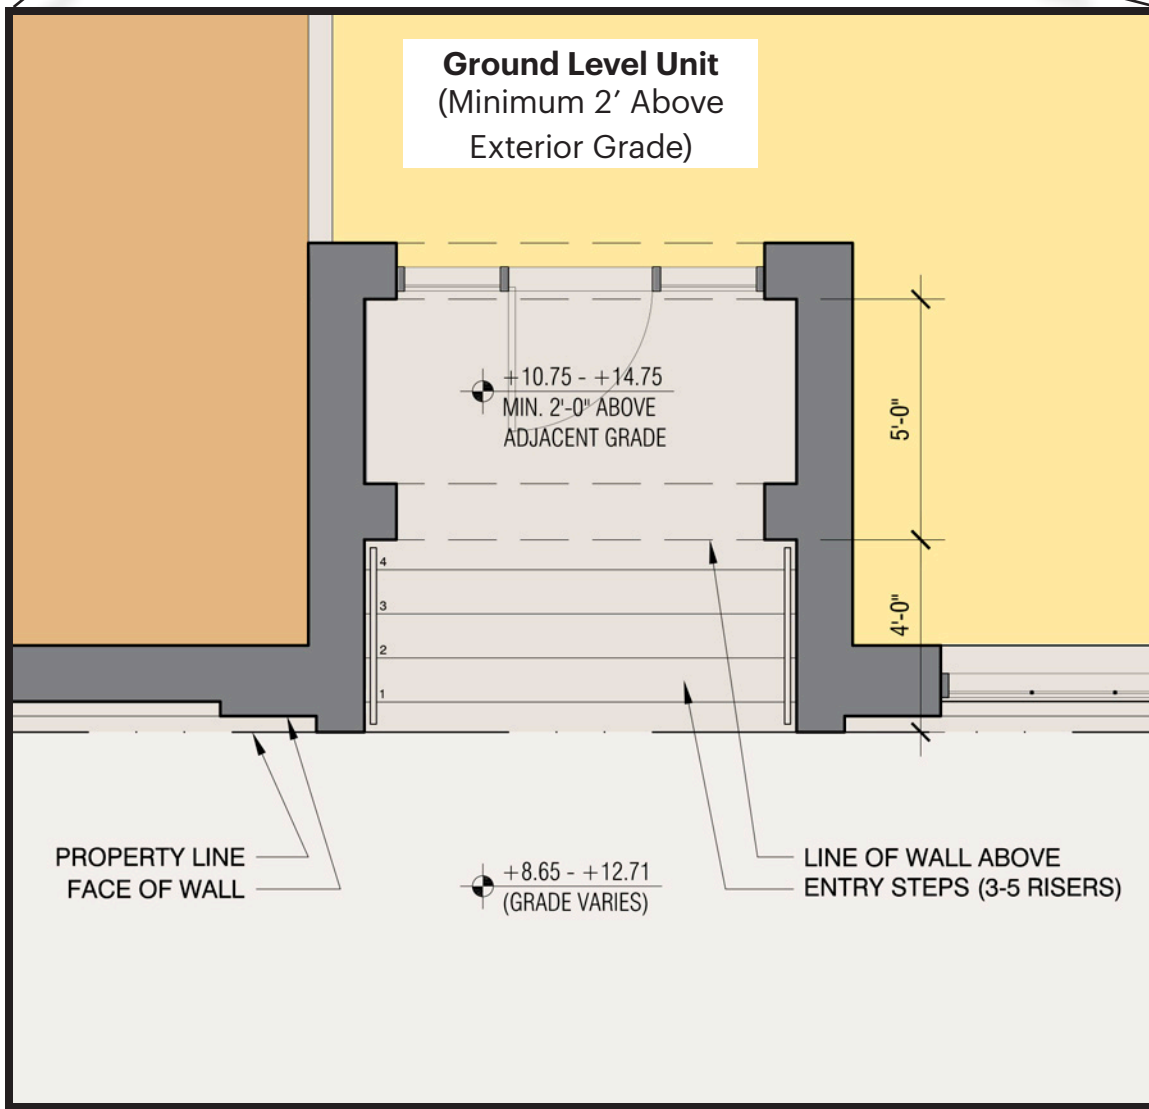 Ground Level Unit
(Minimum 2′ Above
Exterior Grade)
+10.75 - +14.75
MIN. 2'-0" ABOVE
ADJACENT GRADE
5'-0"
4
3
2
1
4'-0"
PROPERTY LINE
FACE OF WALL
+8.65 - +12.71
(GRADE VARIES)
LINE OF WALL ABOVE
ENTRY STEPS (3-5 RISERS)